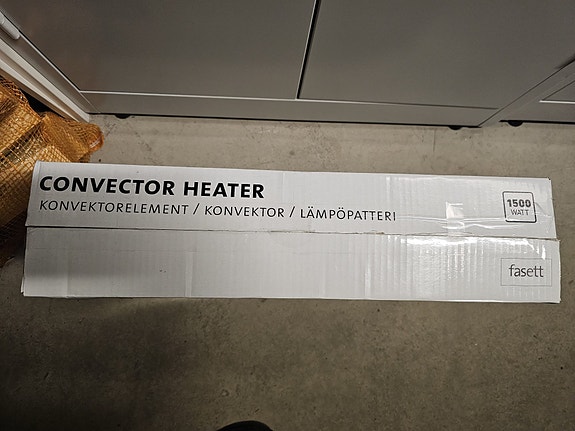 CONVECTOR HEATER
KONVEKTORELEMENT / KONVEKTOR / LÄMPÖPATTERI
1500
WATT
fasett